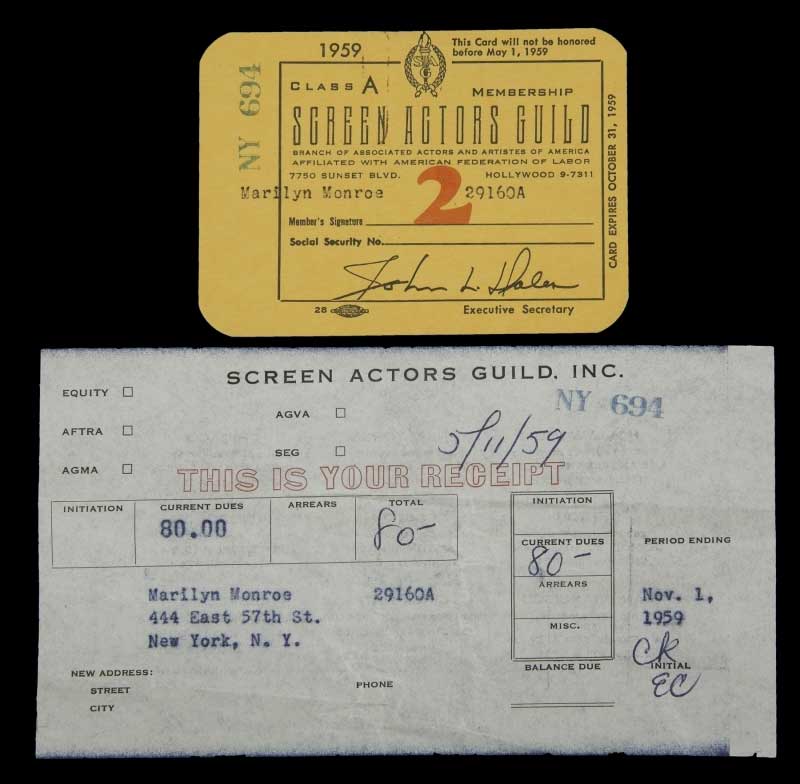 1959
This Card will not be honored
before May 1, 1959
NY 694
SAG
CLASS A MEMBERSHIP
SCREEN ACTORS GUILD
BRANCH OF ASSOCIATED ACTORS AND ARTISTES OF AMERICA
AFFILIATED WITH AMERICAN FEDERATION OF LABOR
7750 SUNSET BLVD. HOLLYWOOD 9-7311
Marilyn Monroe 2 29160A
Member's Signature
Social Security No.
John L. Dales
28 Executive Secretary
CARD EXPIRES OCTOBER 31, 1959
SCREEN ACTORS GUILD, INC.
EQUITY
NY 694
AGVA
AFTRA
5/11/59
SEG
AGMA
THIS IS YOUR RECEIPT
INITIATION CURRENT DUES ARREARS TOTAL
80.00 80-
INITIATION
CURRENT DUES
80-
ARREARS
MISC.
BALANCE DUE
PERIOD ENDING
Nov. 1,
1959
CK
INITIAL
EC
Marilyn Monroe 29160A
444 East 57th St.
New York, N. Y.
NEW ADDRESS:
STREET
CITY
PHONE